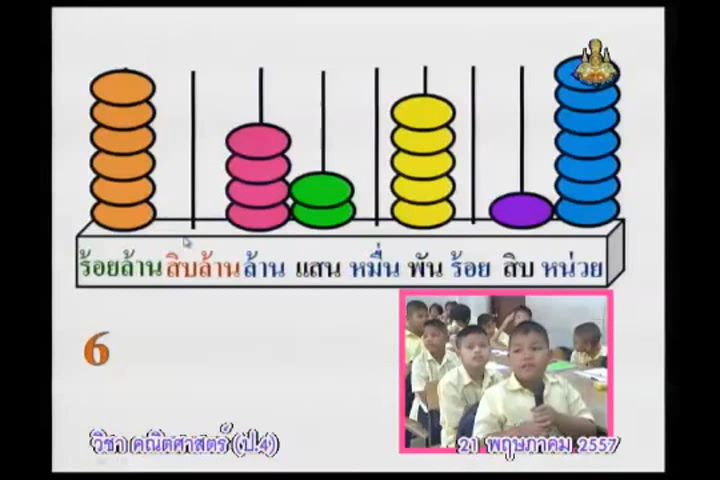 ร้อยล้าน สิบล้าน ล้าน แสน หมื่น พัน ร้อย สิบ หน่วย
6
วิชา คณิตศาสตร์ (ป.4)
21 พฤษภาคม 2557